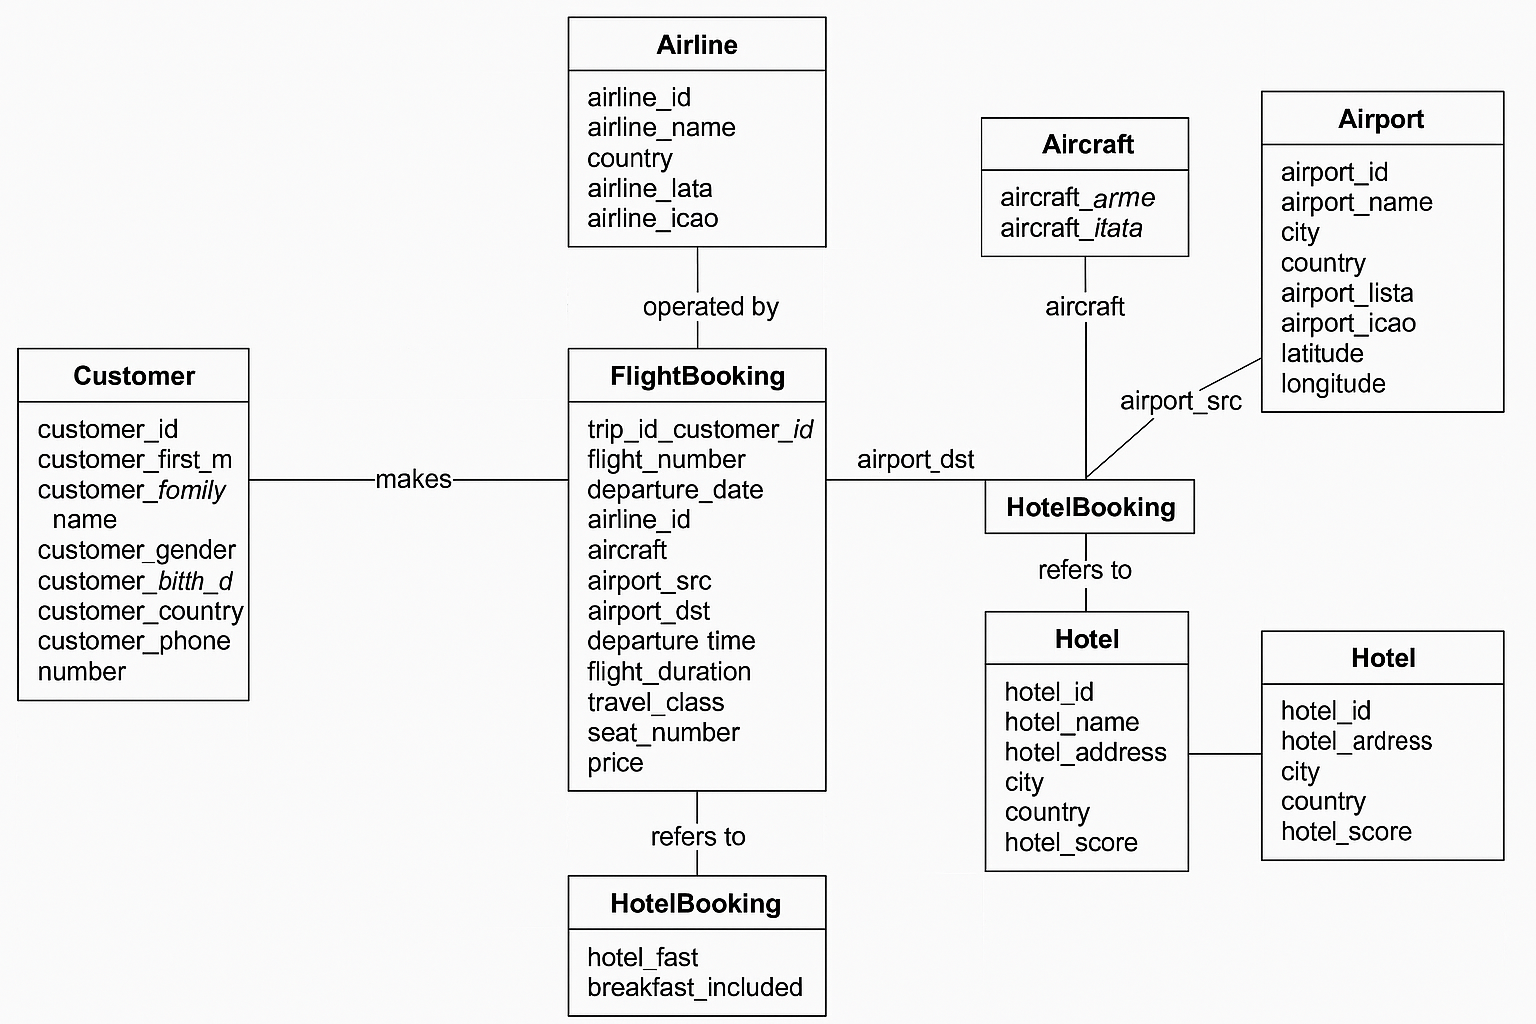 Airline
airline_id
airline_name
country
airline_lata
airline_icao
Aircraft
aircraft_arme
aircraft_itata
Airport
airport_id
airport_name
city
country
airport_lista
airport_icao
latitude
longitude
operated by
aircraft
airport_src
Customer
customer_id
customer_first_m
customer_fomily
name
customer_gender
customer_bitth_d
customer_country
customer_phone
number
makes
FlightBooking
trip_id_customer_id
flight_number
departure_date
airline_id
aircraft
airport_src
airport_dst
departure time
flight_duration
travel_class
seat_number
price
airport_dst
HotelBooking
refers to
Hotel
hotel_id
hotel_name
hotel_address
city
country
hotel_score
Hotel
hotel_id
hotel_ardress
city
country
hotel_score
refers to
HotelBooking
hotel_fast
breakfast_included